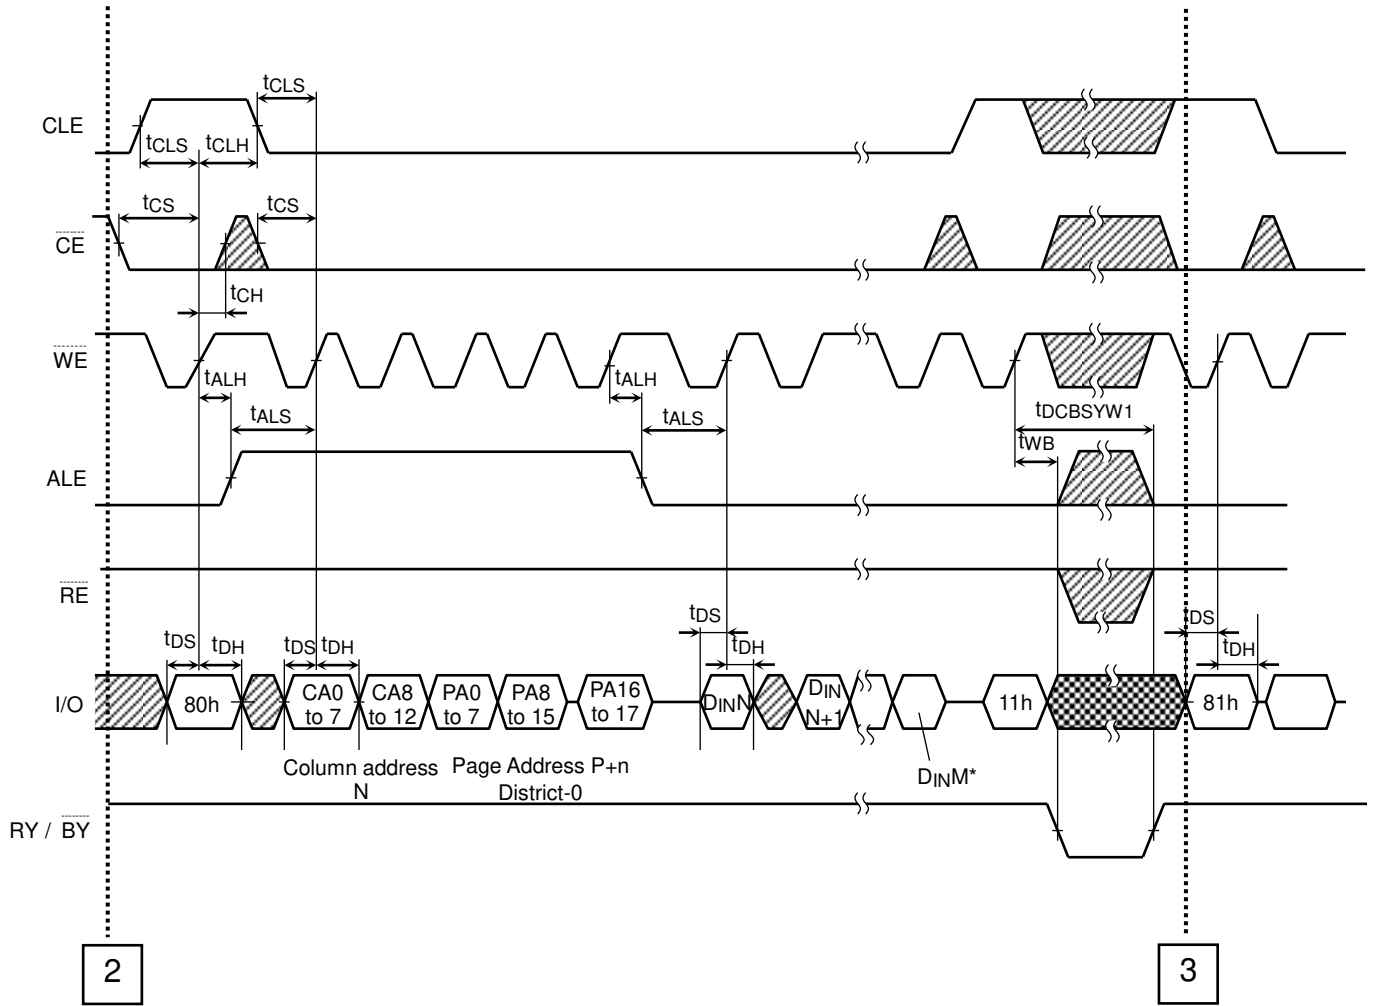 tCLS
CLE
tCLS tCLH
tCS tCS
CE
tCH
WE
tALH tALH
tALS tALS tDCBSYW1
tWB
ALE
RE
tDS tDH tDS tDH tDS tDH tDS tDH
I/O 80h CA0 to 7 CA8 to 12 PA0 to 7 PA8 to 15 PA16 to 17 DINN DIN N+1 11h 81h
DINM*
Column address N
Page Address P+n
District-0
RY / BY
2 3